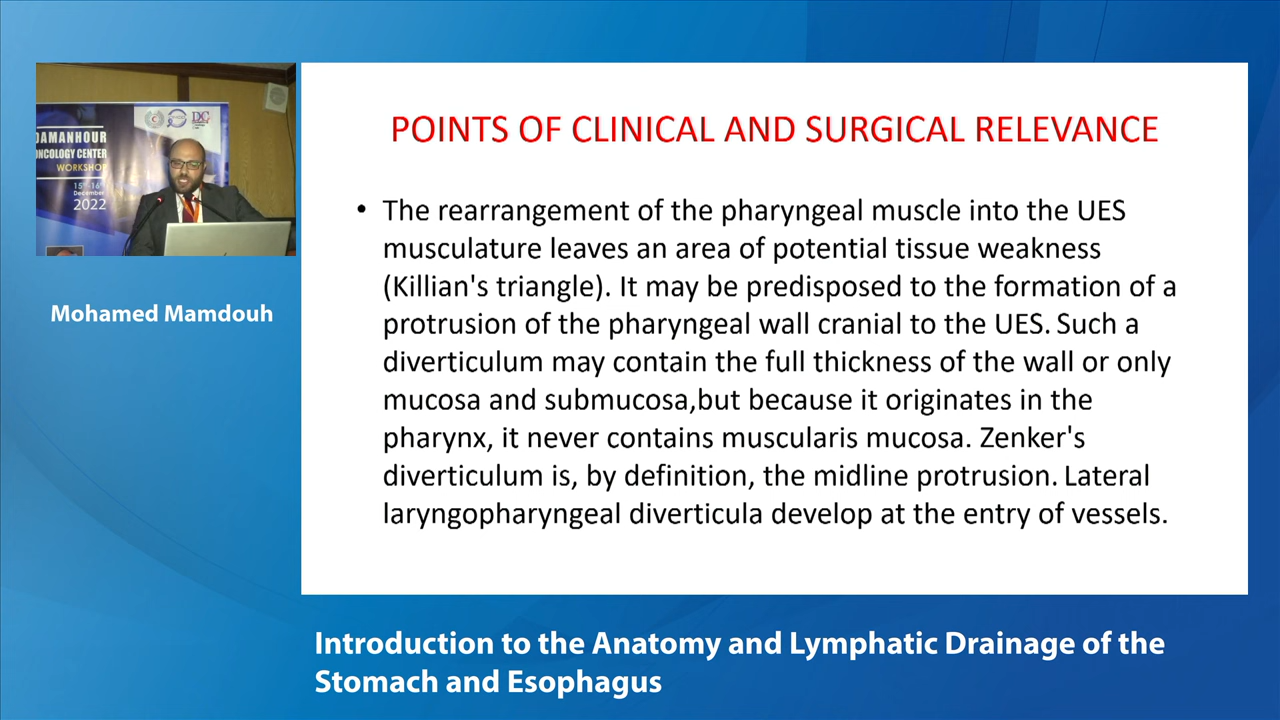 DAMANHOUR
ONCOLOGY CENTER
WORKSHOP
December
2022
Mohamed Mamdouh
POINTS OF CLINICAL AND SURGICAL RELEVANCE
• The rearrangement of the pharyngeal muscle into the UES
musculature leaves an area of potential tissue weakness
(Killian's triangle). It may be predisposed to the formation of a
protrusion of the pharyngeal wall cranial to the UES. Such a
diverticulum may contain the full thickness of the wall or only
mucosa and submucosa,but because it originates in the
pharynx, it never contains muscularis mucosa. Zenker's
diverticulum is, by definition, the midline protrusion. Lateral
laryngopharyngeal diverticula develop at the entry of vessels.
Introduction to the Anatomy and Lymphatic Drainage of the
Stomach and Esophagus